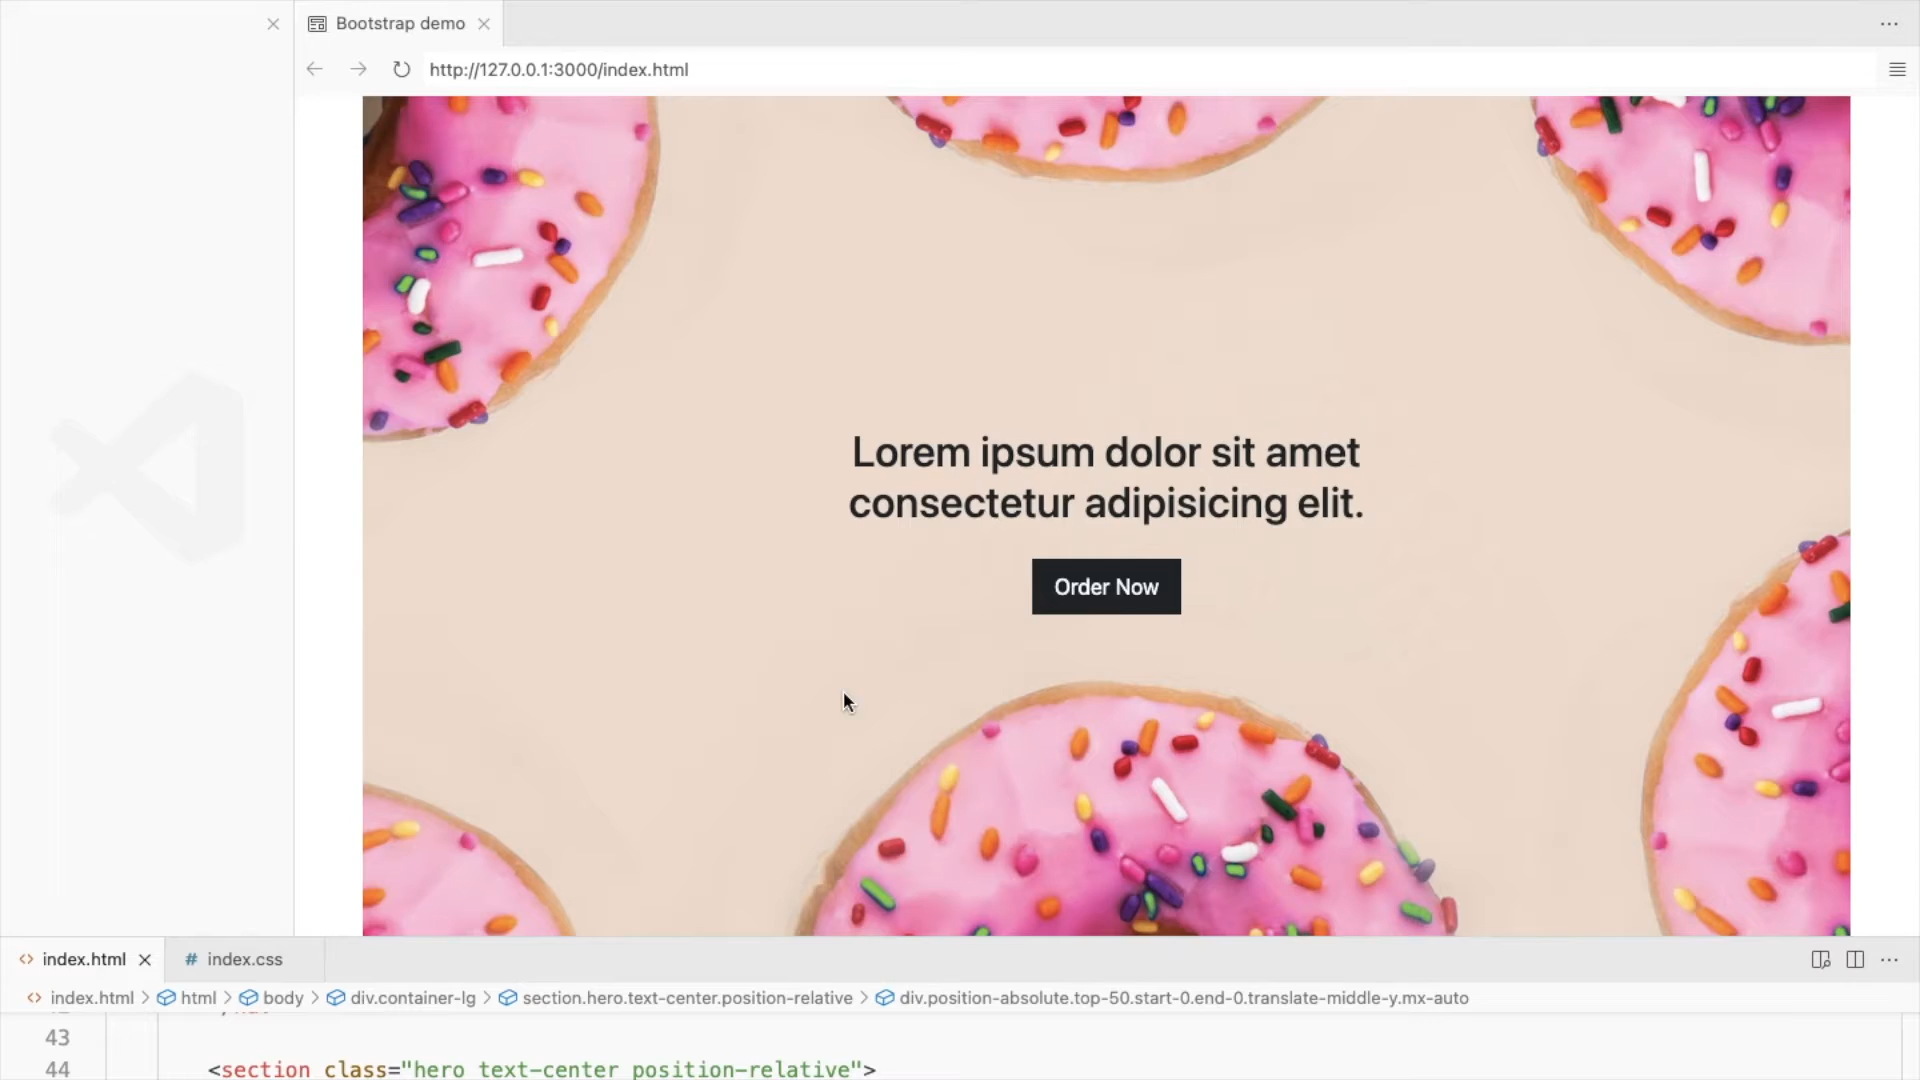 Bootstrap demo
http://127.0.0.1:3000/index.html
Lorem ipsum dolor sit amet
consectetur adipisicing elit.
Order Now
index.html
# index.css
index.html > html > body > div.container-lg > section.hero.text-center.position-relative > div.position-absolute.top-50.start-0.end-0.translate-middle-y.mx-auto
43
44 <section class="hero text-center position-relative">